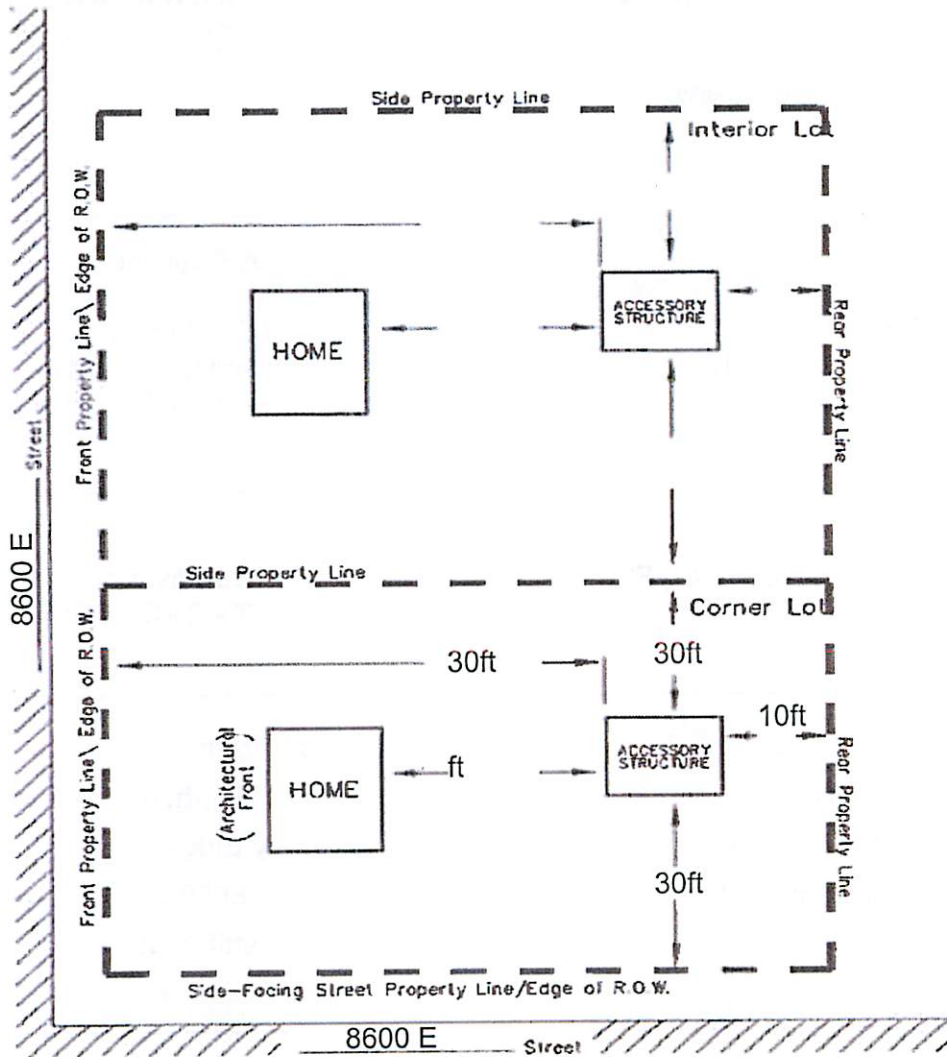 Side Property Line
Interior Lot
Front Property Line\ Edge of R.O.W.
HOME
ACCESSORY
STRUCTURE
Rear Property Line
8600 E Street
Side Property Line
Corner Lot
Front Property Line\ Edge of R.O.W.
30ft
30ft
10ft
(Architectural
Front)
HOME
ft
ACCESSORY
STRUCTURE
Rear Property Line
30ft
Side-Facing Street Property Line/Edge of R.O.W.
8600 E Street